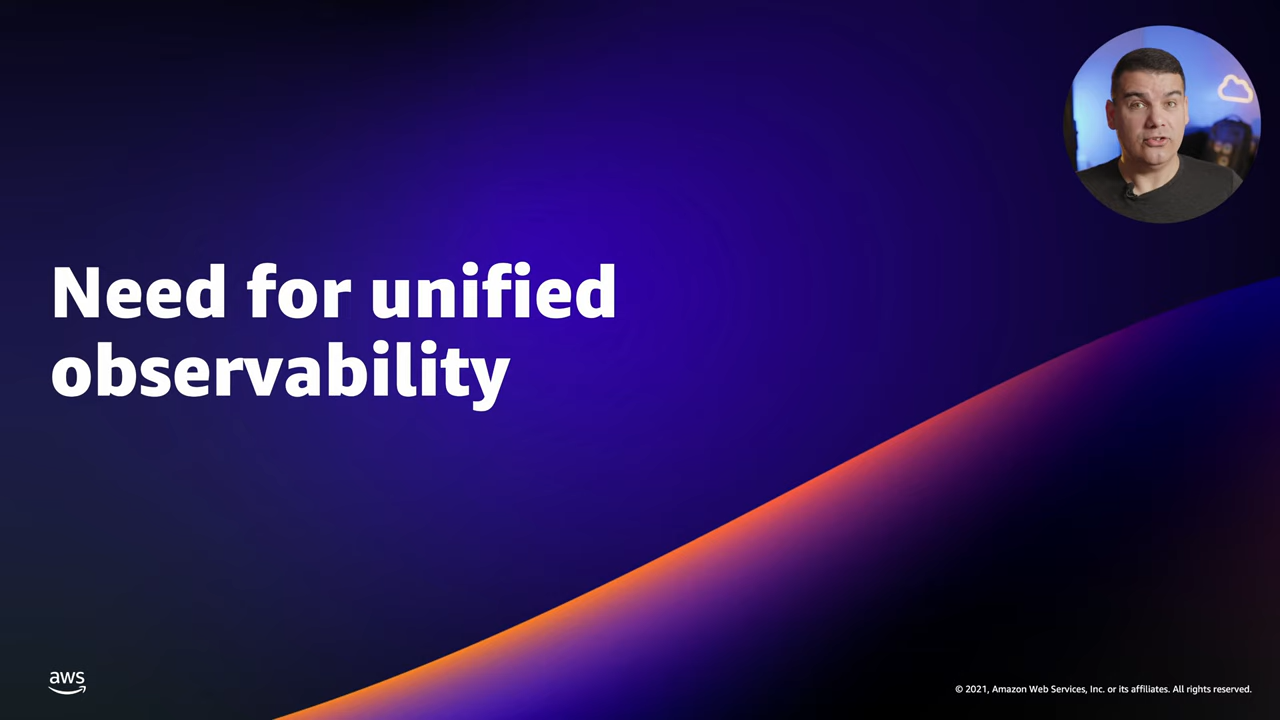 Need for unified
observability
aws
© 2021, Amazon Web Services, Inc. or its affiliates. All rights reserved.